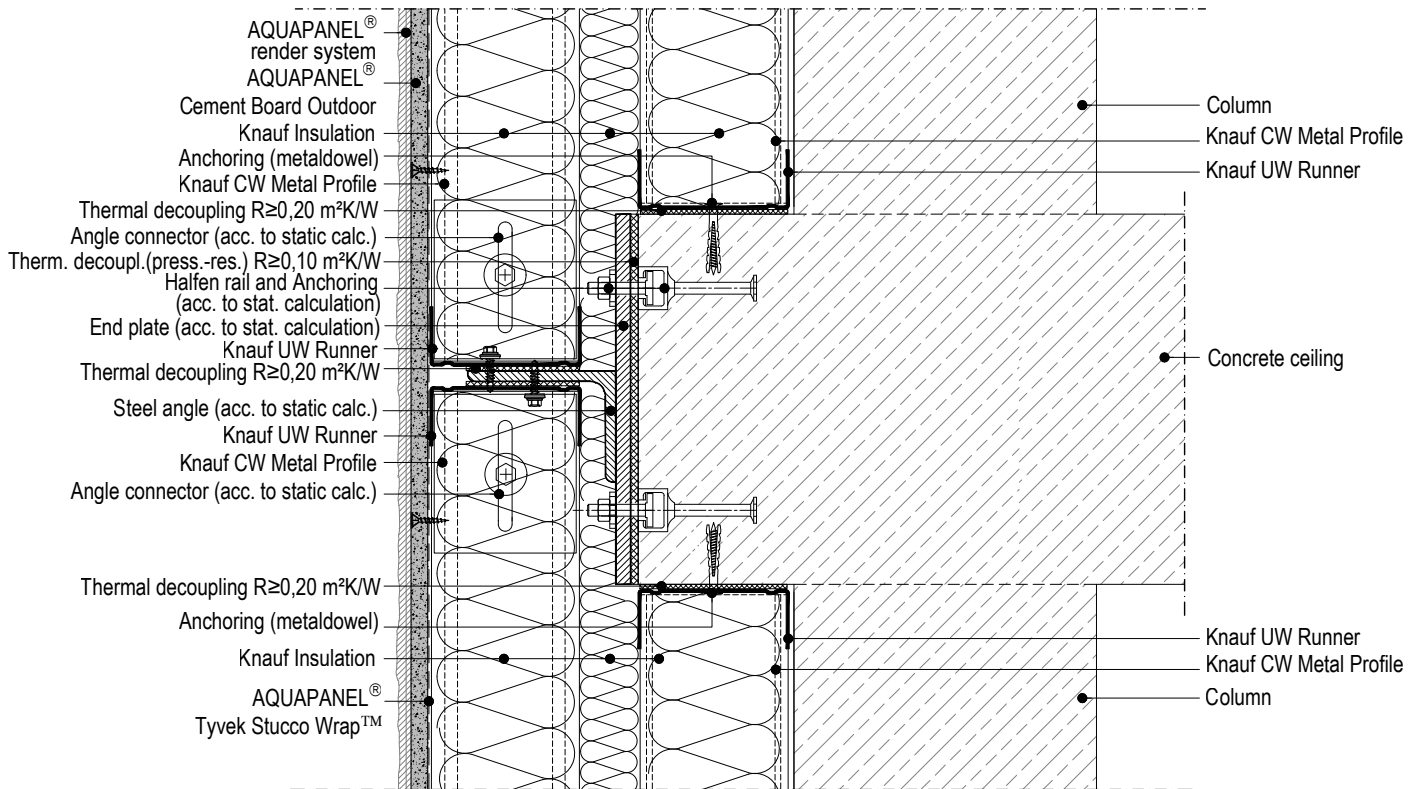 AQUAPANEL®
render system
AQUAPANEL®
Cement Board Outdoor
Knauf Insulation
Anchoring (metaldowel)
Knauf CW Metal Profile
Thermal decoupling R≥0,20 m²K/W
Angle connector (acc. to static calc.)
Therm. decoupl.(press.-res.) R≥0,10 m²K/W
Halfen rail and Anchoring
(acc. to stat. calculation)
End plate (acc. to stat. calculation)
Knauf UW Runner
Thermal decoupling R≥0,20 m²K/W
Steel angle (acc. to static calc.)
Knauf UW Runner
Knauf CW Metal Profile
Angle connector (acc. to static calc.)
Thermal decoupling R≥0,20 m²K/W
Anchoring (metaldowel)
Knauf Insulation
AQUAPANEL®
Tyvek Stucco Wrap™
Column
Knauf CW Metal Profile
Knauf UW Runner
Concrete ceiling
Knauf UW Runner
Knauf CW Metal Profile
Column